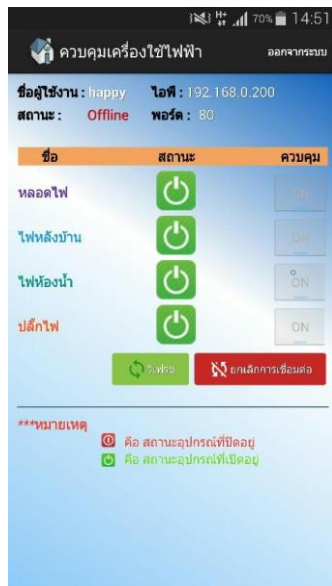 H+ 70% 14:51
ควบคุมเครื่องใช้ไฟฟ้า ออกจากระบบ
ชื่อผู้ใช้งาน : happy ไอพี : 192.168.0.200
สถานะ : Offline พอร์ต : 80
ชื่อ สถานะ ควบคุม
หลอดไฟ ON
ไฟหลังบ้าน ON
ไฟห้องน้ำ ON
ปลั๊กไฟ ON
รีเฟรช ยกเลิกการเชื่อมต่อ
***หมายเหตุ
คือ สถานะอุปกรณ์ที่ปิดอยู่
คือ สถานะอุปกรณ์ที่เปิดอยู่